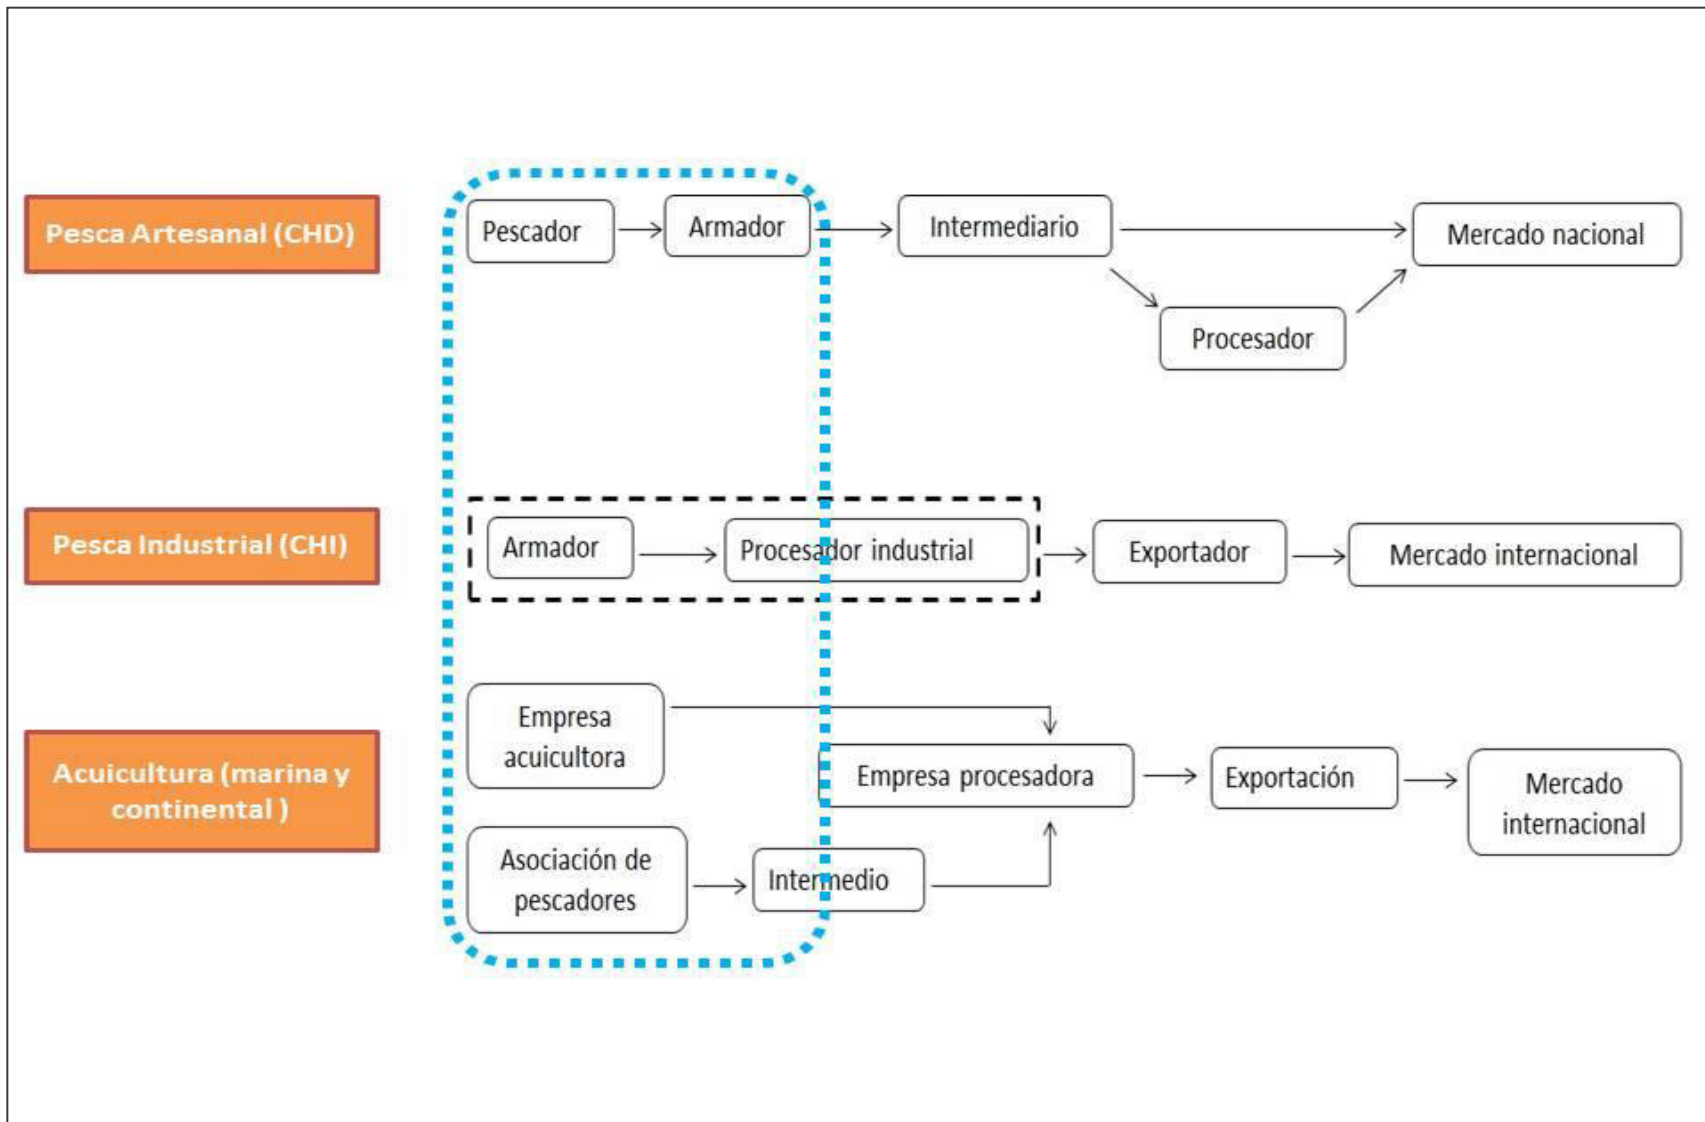 Pesca Artesanal (CHD)
Pescador
Armador
Intermediario
Mercado nacional
Procesador
Pesca Industrial (CHI)
Armador
Procesador industrial
Exportador
Mercado internacional
Acuicultura (marina y
continental )
Empresa
acuicultora
Empresa procesadora
Exportación
Mercado
internacional
Asociación de
pescadores
Intermedio